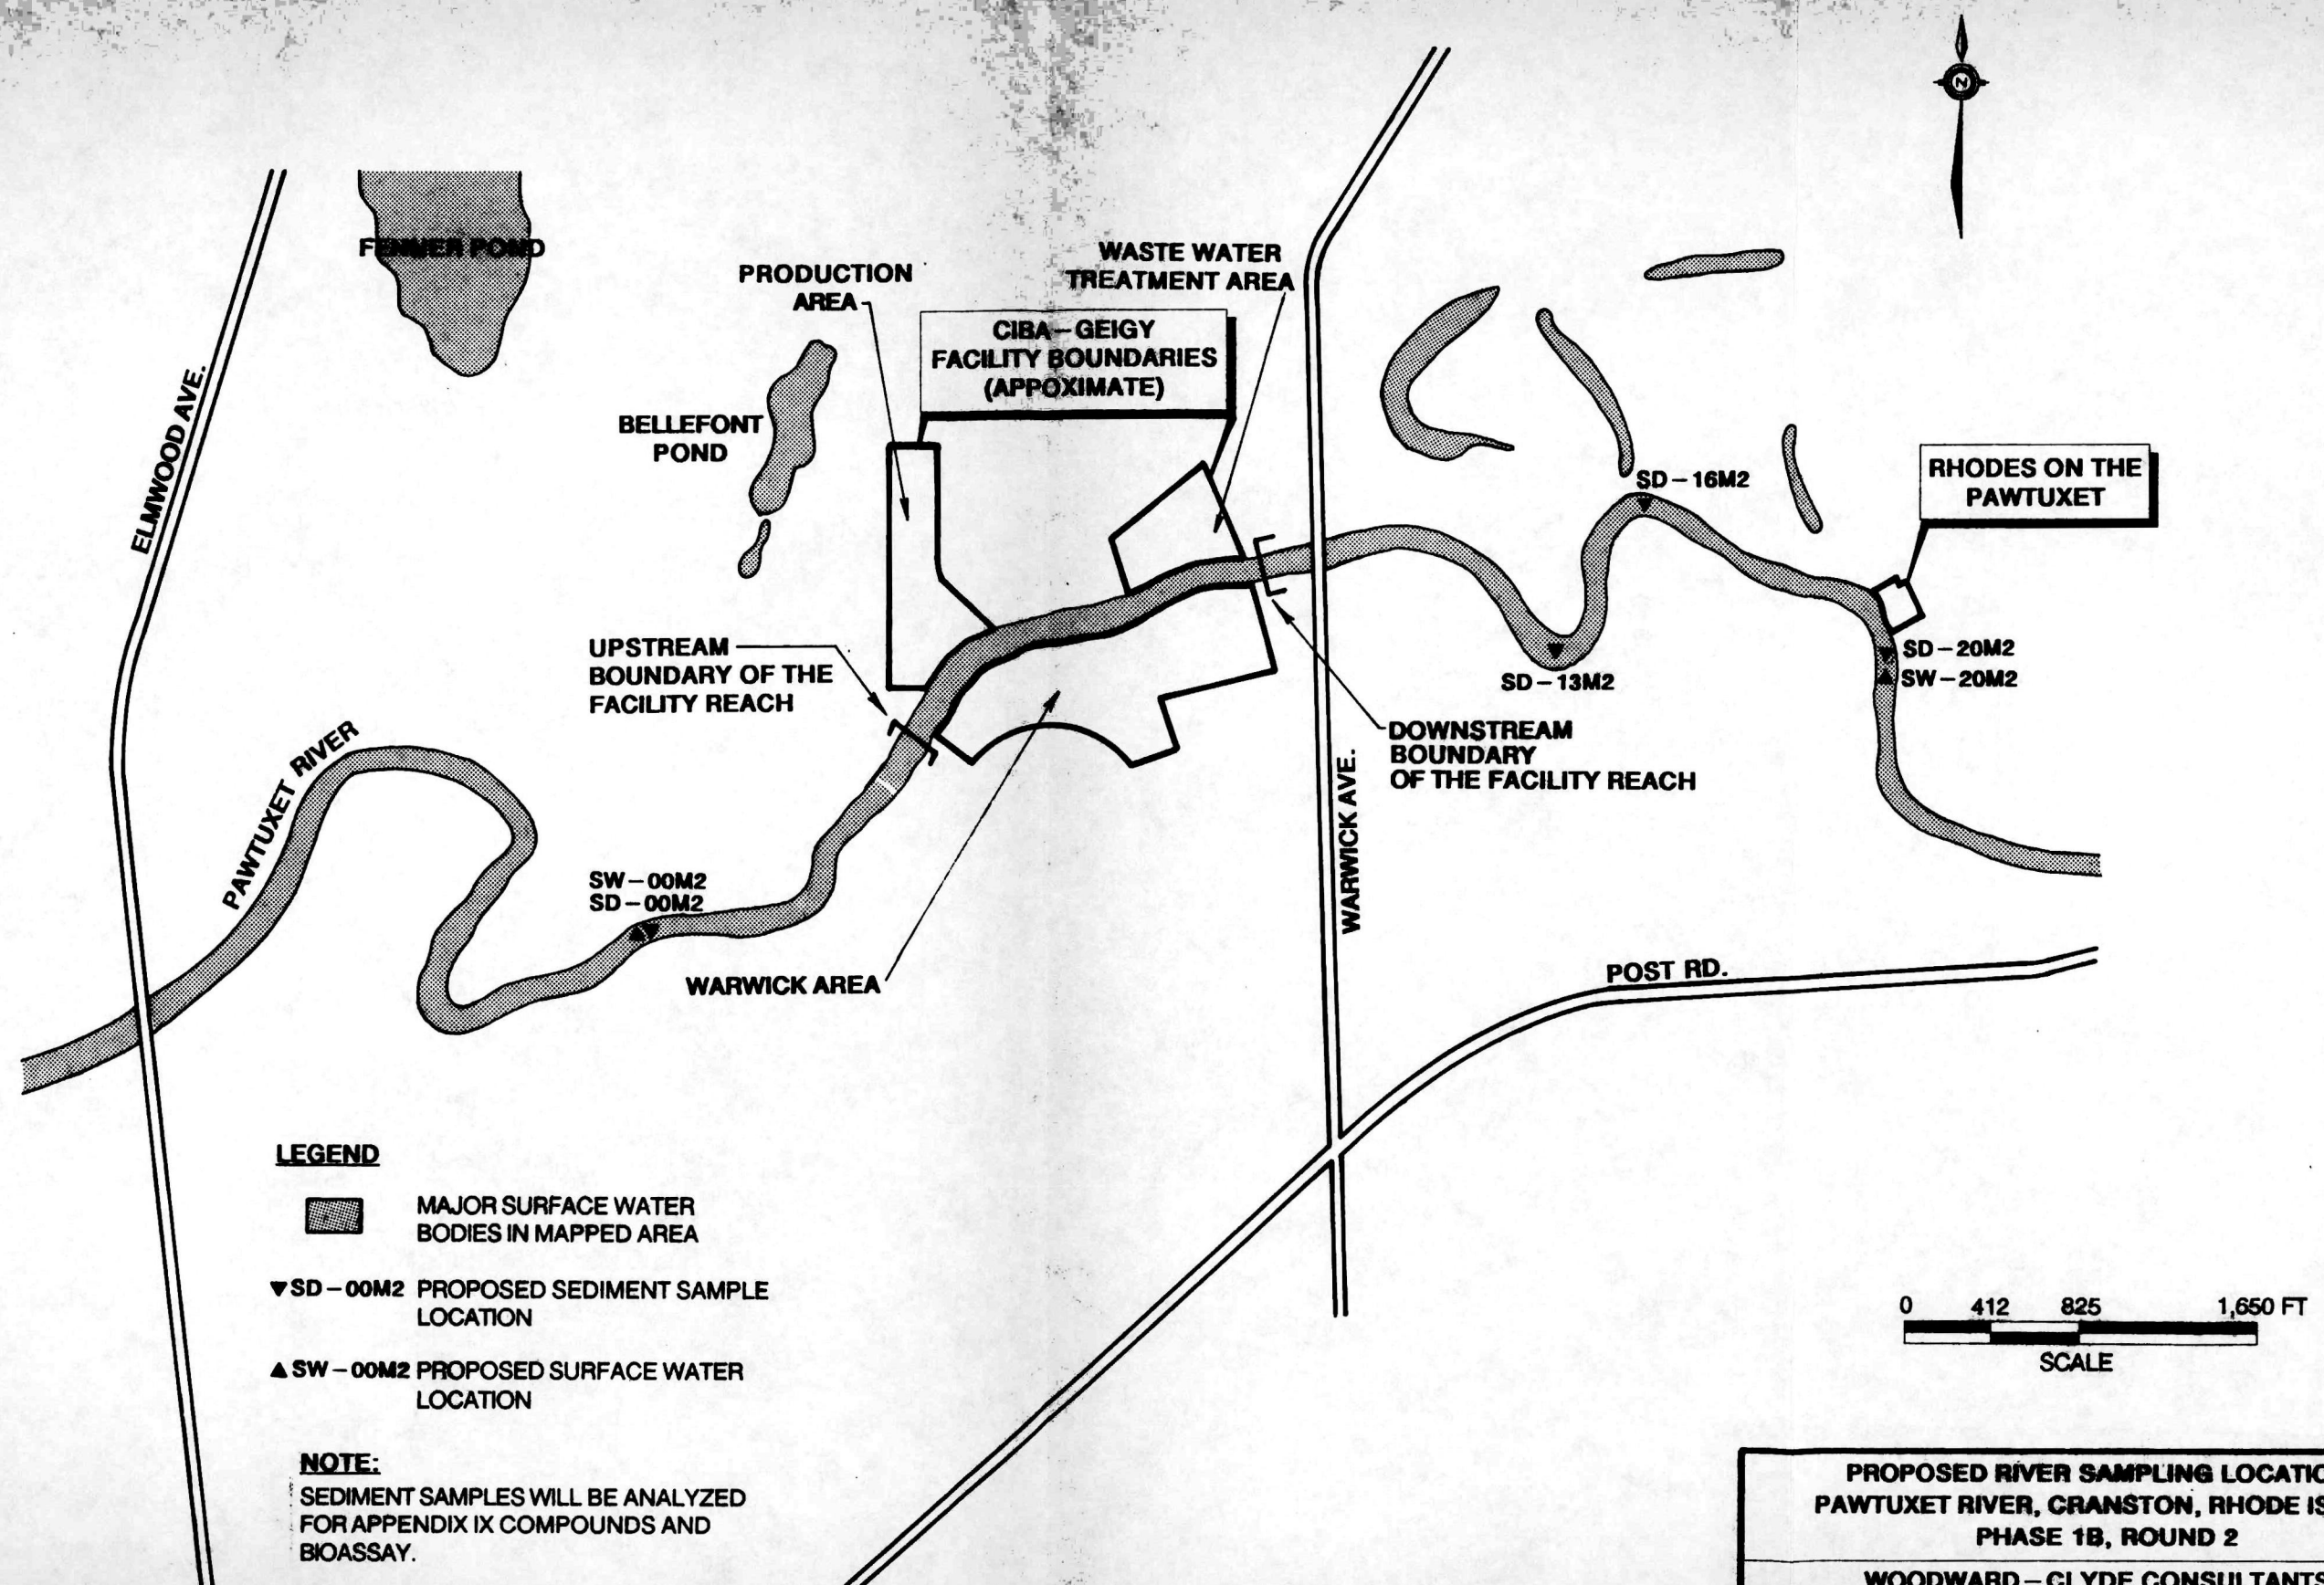 N
FENNER POND
PRODUCTION
AREA
WASTE WATER
TREATMENT AREA
CIBA–GEIGY
FACILITY BOUNDARIES
(APPOXIMATE)
ELMWOOD AVE.
BELLEFONT
POND
SD–16M2
RHODES ON THE
PAWTUXET
UPSTREAM
BOUNDARY OF THE
FACILITY REACH
SD–20M2
SW–20M2
SD–13M2
DOWNSTREAM
BOUNDARY
OF THE FACILITY REACH
PAWTUXET RIVER
WARWICK AVE.
SW–00M2
SD–00M2
WARWICK AREA
POST RD.
LEGEND
MAJOR SURFACE WATER
BODIES IN MAPPED AREA
▼SD–00M2 PROPOSED SEDIMENT SAMPLE
LOCATION
▲SW–00M2 PROPOSED SURFACE WATER
LOCATION
NOTE:
SEDIMENT SAMPLES WILL BE ANALYZED
FOR APPENDIX IX COMPOUNDS AND
BIOASSAY.
0 412 825 1,650 FT
SCALE
PROPOSED RIVER SAMPLING
PAWTUXET RIVER, CRANSTON, RHODE
PHASE 1B, ROUND 2
WOODWARD–CLYDE CONSULTANTS